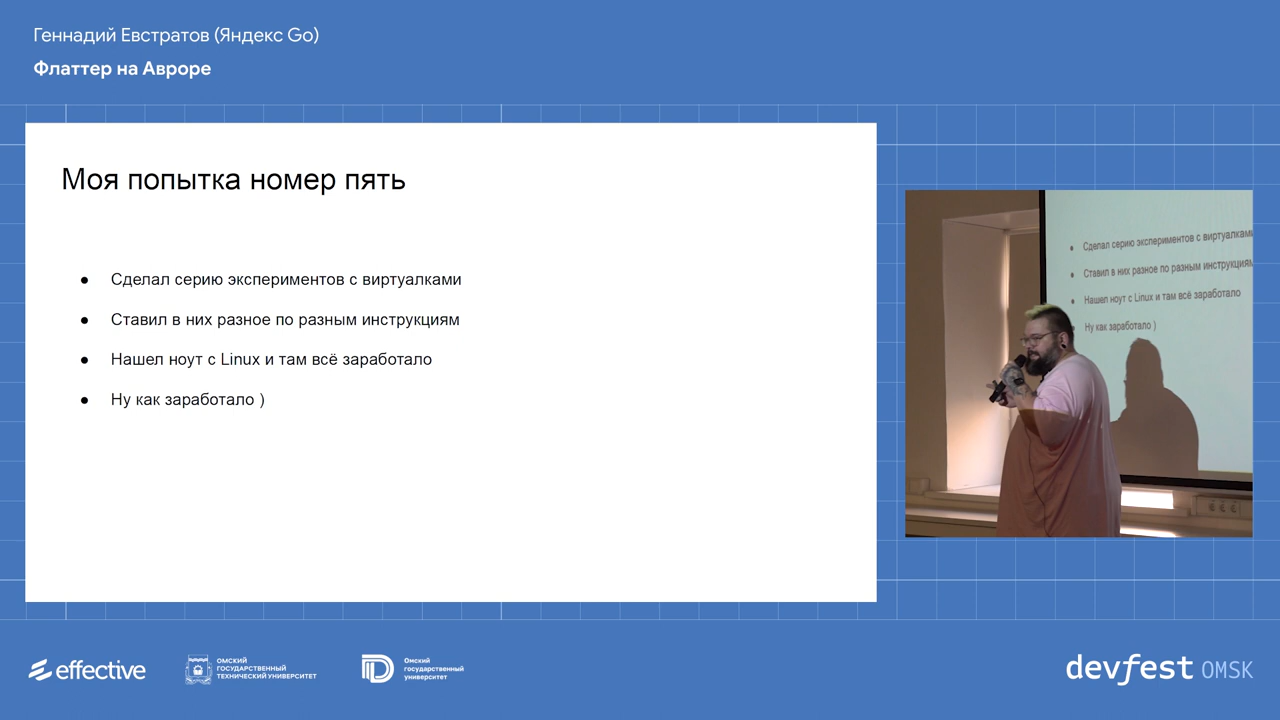 Геннадий Евстратов (Яндекс Go)
Флаттер на Авроре
Моя попытка номер пять
● Сделал серию экспериментов с виртуалками
● Ставил в них разное по разным инструкциям
● Нашел ноут с Linux и там всё заработало
● Ну как заработало )
● Сделал серию экспериментов с виртуалками
● Ставил в них разное по разным инструкциям
● Нашел ноут с Linux и там всё заработало
Ну как заработало )
effective
ОМСКИЙ
ГОСУДАРСТВЕННЫЙ
ТЕХНИЧЕСКИЙ УНИВЕРСИТЕТ
Омский
государственный
университет
devfest OMSK